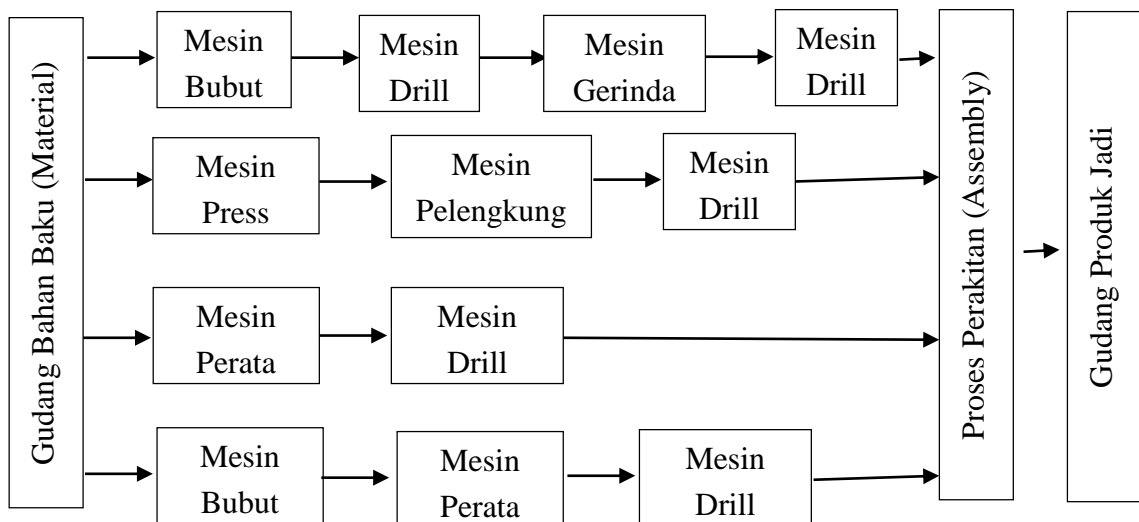 Gudang Bahan Baku (Material)
Mesin
Bubut
Mesin
Drill
Mesin
Gerinda
Mesin
Drill
Mesin
Press
Mesin
Pelengkung
Mesin
Drill
Mesin
Perata
Mesin
Drill
Mesin
Bubut
Mesin
Perata
Mesin
Drill
Proses Perakitan (Assembly)
Gudang Produk Jadi